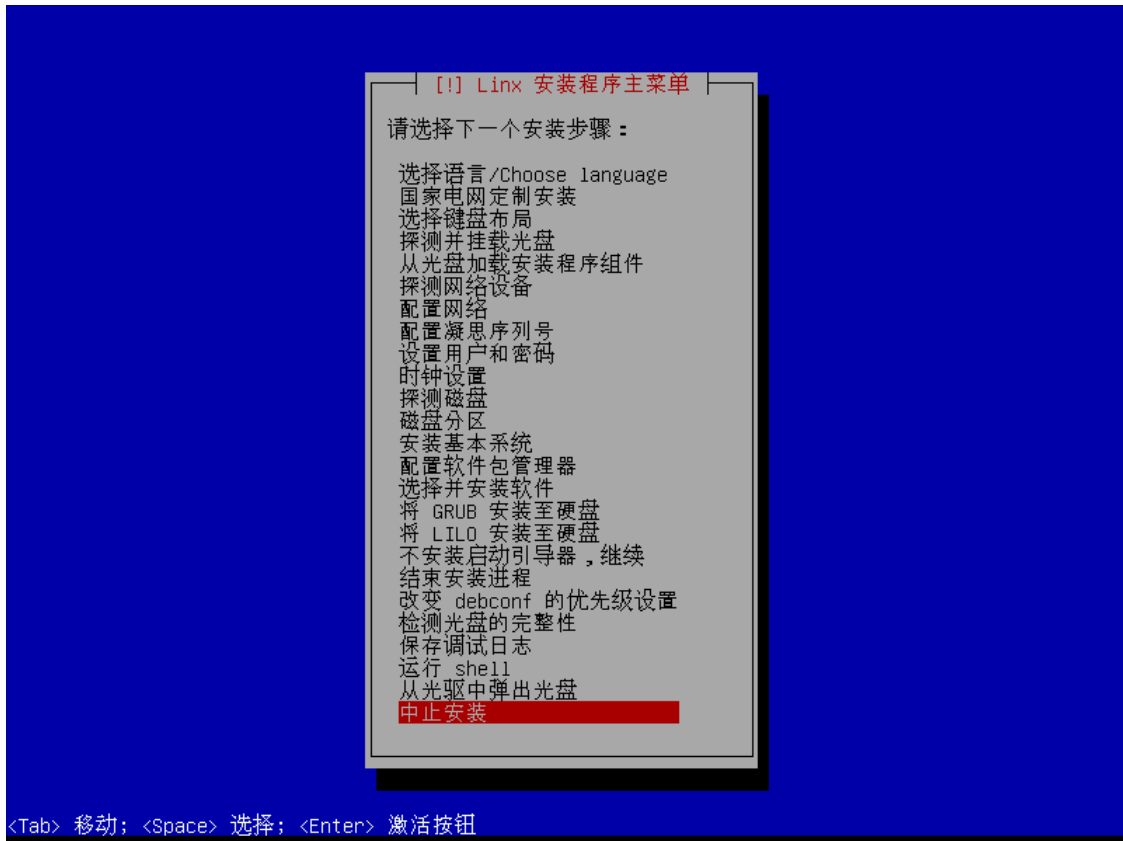 [!] Linx 安装程序主菜单
请选择下一个安装步骤：
选择语言/Choose language
国家电网定制安装
选择键盘布局
探测并挂载光盘
从光盘加载安装程序组件
探测网络设备
配置网络
配置凝思序列号
设置用户和密码
时钟设置
探测磁盘
磁盘分区
安装基本系统
配置软件包管理器
选择并安装软件
将 GRUB 安装至硬盘
将 LILO 安装至硬盘
不安装启动引导器，继续
结束安装进程
改变 debconf 的优先级设置
检测光盘的完整性
保存调试日志
运行 shell
从光驱中弹出光盘
中止安装
<Tab> 移动; <Space> 选择; <Enter> 激活按钮